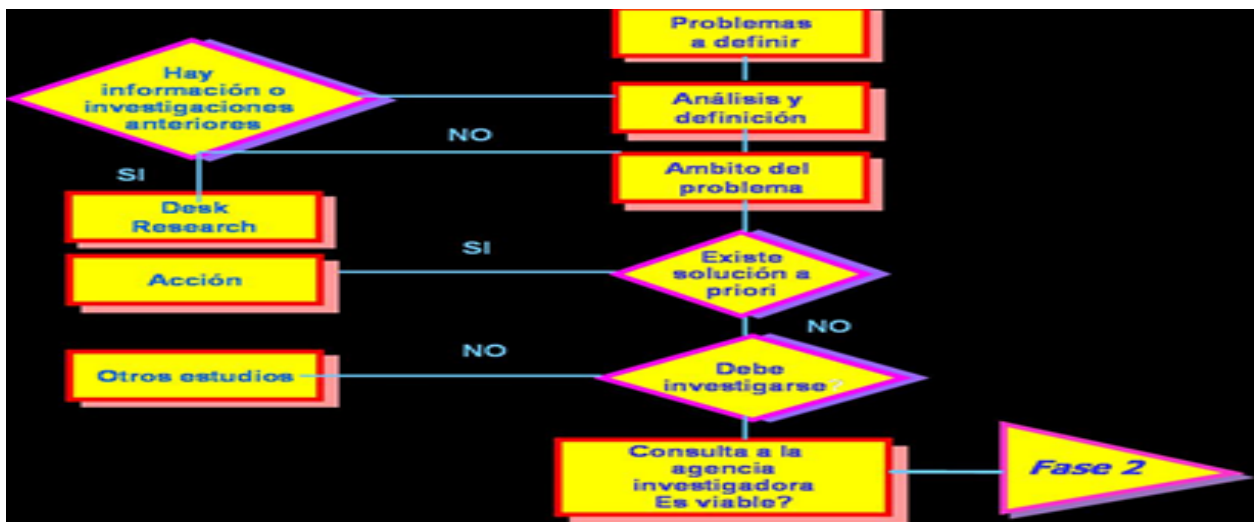 Problemas
a definir
Hay
información o
investigaciones
anteriores
Análisis y
definición
NO
Ambito del
problema
SI
Desk
Research
SI
Existe
solución a
priori
Acción
NO
NO
Debe
investigarse?
Otros estudios
Consulta a la
agencia
investigadora
Es viable?
Fase 2